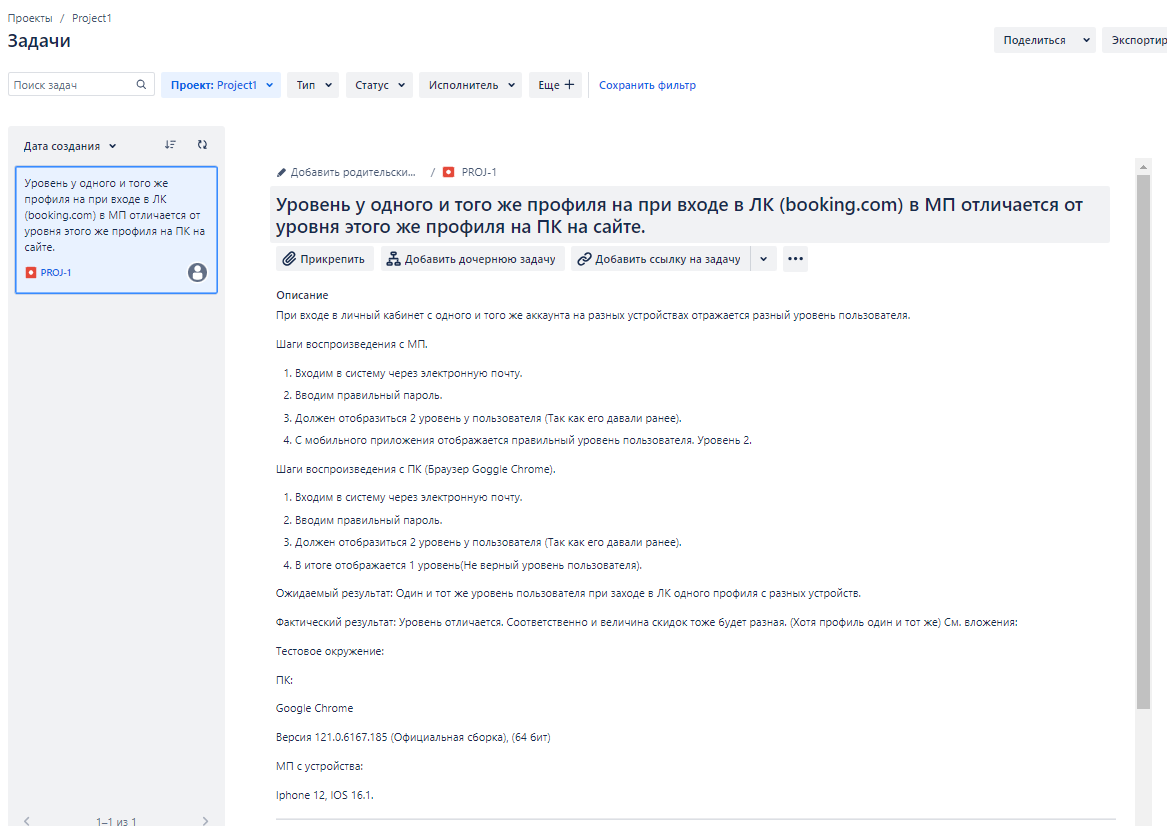 Проекты / Project1
Задачи
Поделиться
Экспортир
Поиск задач
Проект: Project1
Тип
Статус
Исполнитель
Еще
Сохранить фильтр
Дата создания
Уровень у одного и того же
профиля на при входе в ЛК
(booking.com) в МП отличается от
уровня этого же профиля на ПК на
сайте.
PROJ-1
1–1 из 1
Добавить родительски... / PROJ-1
Уровень у одного и того же профиля на при входе в ЛК (booking.com) в МП отличается от
уровня этого же профиля на ПК на сайте.
Прикрепить
Добавить дочернюю задачу
Добавить ссылку на задачу
Описание
При входе в личный кабинет с одного и того же аккаунта на разных устройствах отражается разный уровень пользователя.
Шаги воспроизведения с МП.
1. Входим в систему через электронную почту.
2. Вводим правильный пароль.
3. Должен отобразиться 2 уровень у пользователя (Так как его давали ранее).
4. С мобильного приложения отображается правильный уровень пользователя. Уровень 2.
Шаги воспроизведения с ПК (Браузер Goggle Chrome).
1. Входим в систему через электронную почту.
2. Вводим правильный пароль.
3. Должен отобразиться 2 уровень у пользователя (Так как его давали ранее).
4. В итоге отображается 1 уровень(Не верный уровень пользователя).
Ожидаемый результат: Один и тот же уровень пользователя при заходе в ЛК одного профиля с разных устройств.
Фактический результат: Уровень отличается. Соответственно и величина скидок тоже будет разная. (Хотя профиль один и тот же) См. вложения:
Тестовое окружение:
ПК:
Google Chrome
Версия 121.0.6167.185 (Официальная сборка), (64 бит)
МП с устройства:
Iphone 12, IOS 16.1.